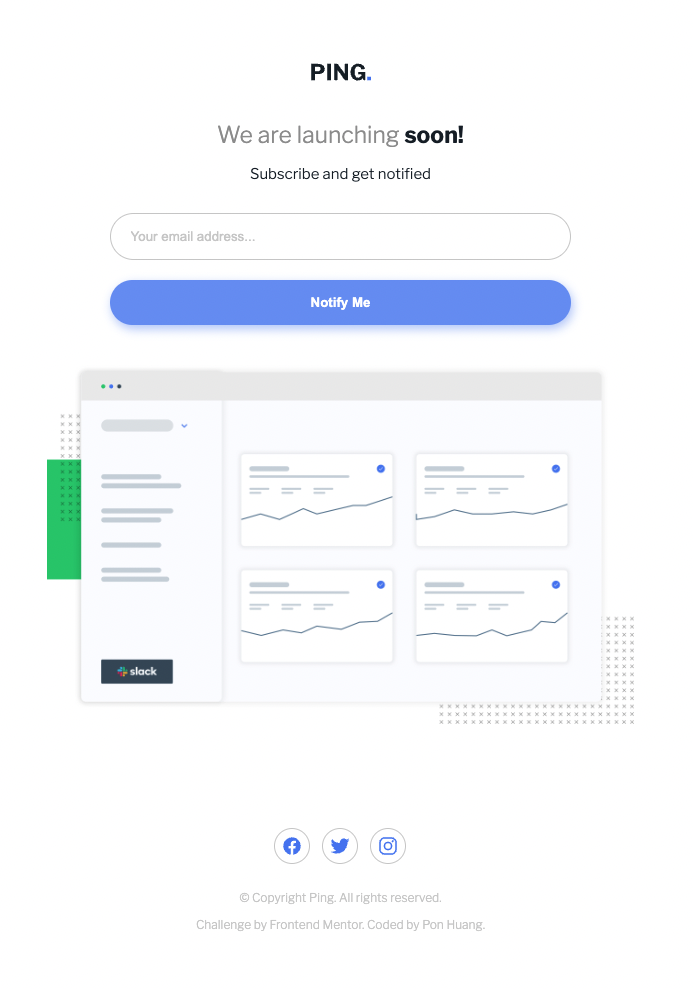 PING.
We are launching soon!
Subscribe and get notified
Your email address...
Notify Me
slack
© Copyright Ping. All rights reserved.
Challenge by Frontend Mentor. Coded by Pon Huang.